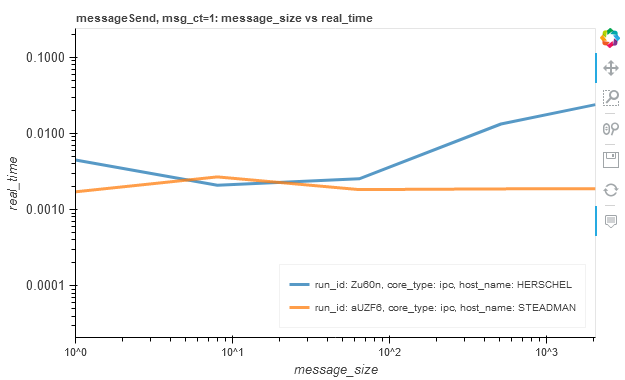 messageSend, msg_ct=1: message_size vs real_time
0.1000
0.0100
0.0010
0.0001
real_time
run_id: Zu60n, core_type: ipc, host_name: HERSCHEL
run_id: aUZF6, core_type: ipc, host_name: STEADMAN
10^0
10^1
10^2
10^3
message_size